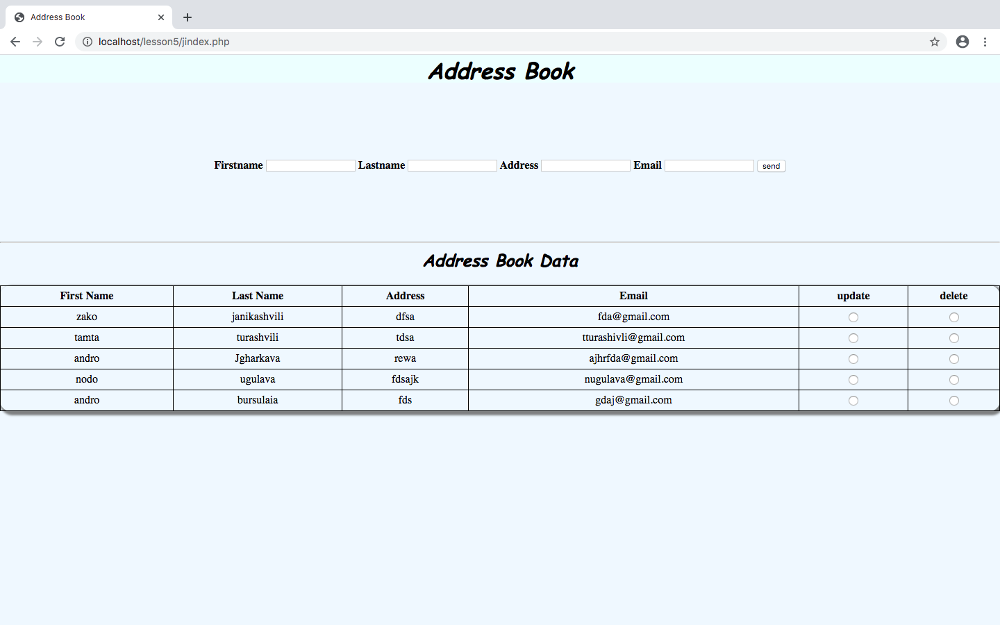 Address Book
localhost/lesson5/jindex.php
Address Book
Firstname Lastname Address Email send
Address Book Data
First Name Last Name Address Email update delete
zako janikashvili dfsa fda@gmail.com
tamta turashvili tdsa tturashivli@gmail.com
andro Jgharkava rewa ajhrfda@gmail.com
nodo ugulava fdsajk nugulava@gmail.com
andro bursulaia fds gdaj@gmail.com